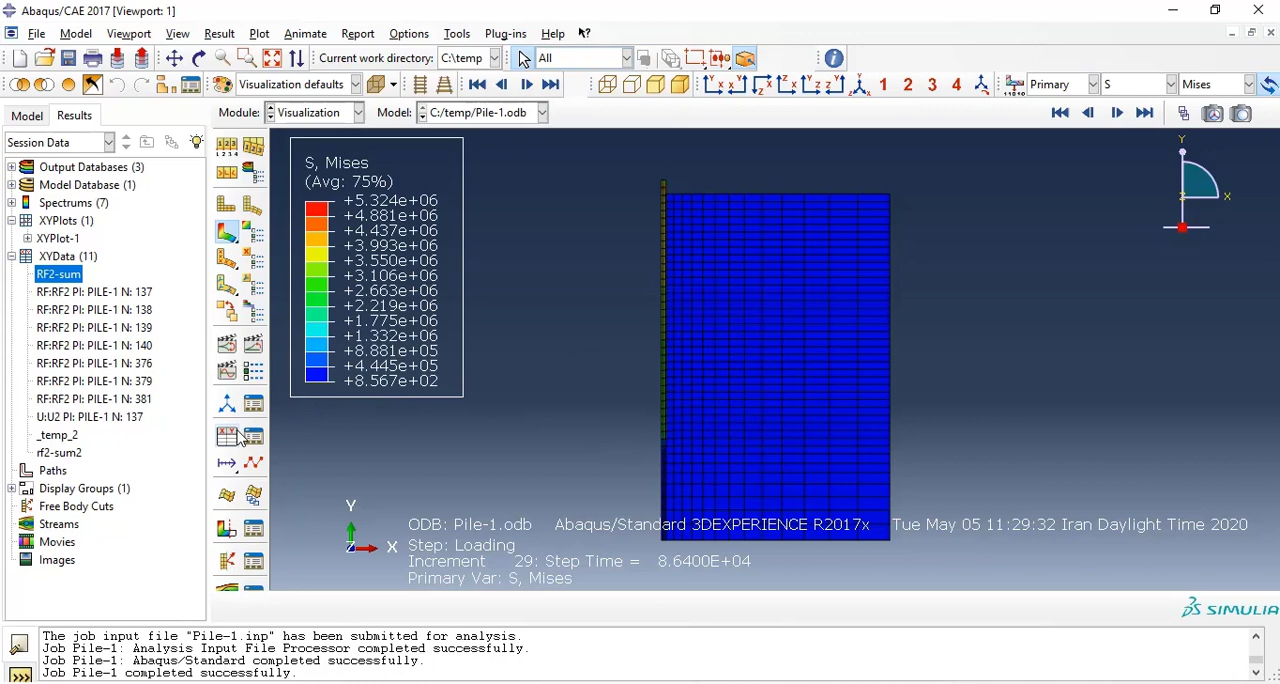 Abaqus/CAE 2017 [Viewport: 1]
File Model Viewport View Result Plot Animate Report Options Tools Plug-ins Help
Current work directory: C:\temp All
Visualization defaults 1 2 3 4 Primary S Mises
Model Results Module: Visualization Model: C:/temp/Pile-1.odb
Session Data
Output Databases (3)
Model Database (1)
Spectrums (7)
XYPlots (1)
XYPlot-1
XYData (11)
RF2-sum
RF:RF2 PI: PILE-1 N: 137
RF:RF2 PI: PILE-1 N: 138
RF:RF2 PI: PILE-1 N: 139
RF:RF2 PI: PILE-1 N: 140
RF:RF2 PI: PILE-1 N: 376
RF:RF2 PI: PILE-1 N: 379
RF:RF2 PI: PILE-1 N: 381
U:U2 PI: PILE-1 N: 137
_temp_2
rf2-sum2
Paths
Display Groups (1)
Free Body Cuts
Streams
Movies
Images
S, Mises
(Avg: 75%)
+5.324e+06
+4.881e+06
+4.437e+06
+3.993e+06
+3.550e+06
+3.106e+06
+2.663e+06
+2.219e+06
+1.775e+06
+1.332e+06
+8.881e+05
+4.445e+05
+8.567e+02
Y
Z X
Y
Z X
ODB: Pile-1.odb Abaqus/Standard 3DEXPERIENCE R2017x Tue May 05 11:29:32 Iran Daylight Time 2020
Step: Loading
Increment 29: Step Time = 8.6400E+04
Primary Var: S, Mises
SIMULIA
The job input file "Pile-1.inp" has been submitted for analysis.
Job Pile-1: Analysis Input File Processor completed successfully.
Job Pile-1: Abaqus/Standard completed successfully.
Job Pile-1 completed successfully.